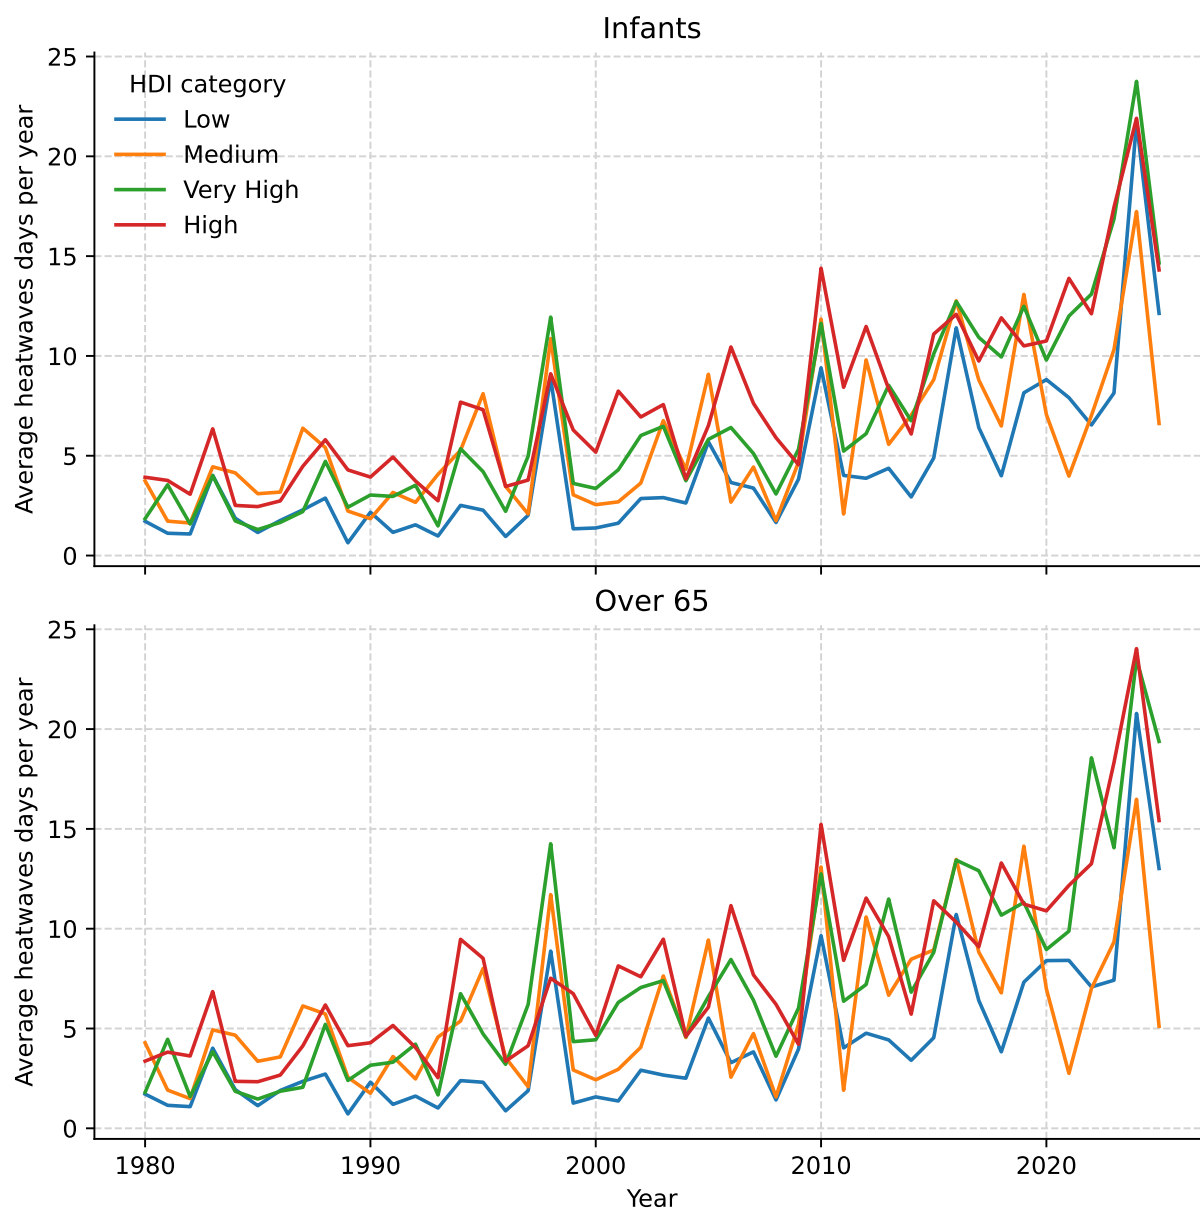 Infants
Average heatwaves days per year
25
20
15
10
5
0
HDI category
Low
Medium
Very High
High
Over 65
Average heatwaves days per year
25
20
15
10
5
0
1980 1990 2000 2010 2020
Year